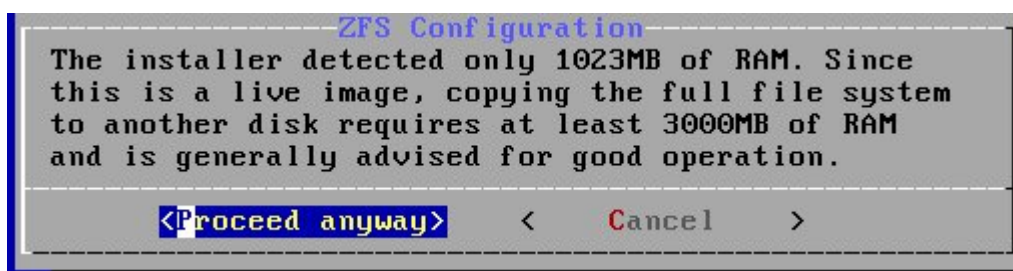 ZFS Configuration
The installer detected only 1023MB of RAM. Since
this is a live image, copying the full file system
to another disk requires at least 3000MB of RAM
and is generally advised for good operation.
<Proceed anyway> < Cancel >